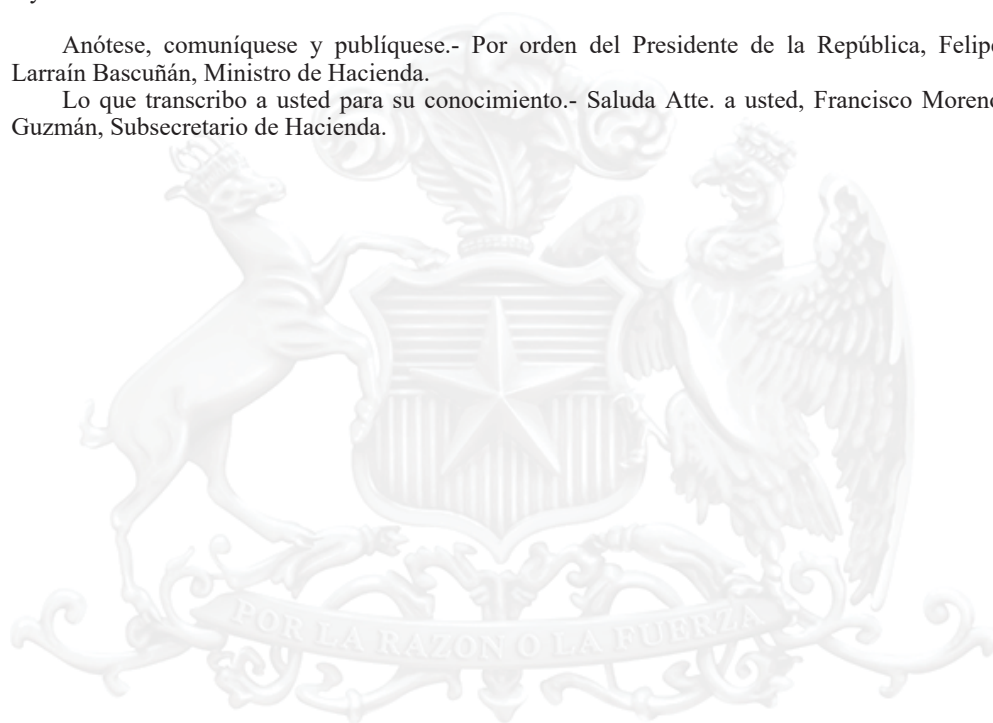 Anótese, comuníquese y publíquese.- Por orden del Presidente de la República, Felipe
Larraín Bascuñán, Ministro de Hacienda.
Lo que transcribo a usted para su conocimiento.- Saluda Atte. a usted, Francisco Moreno
Guzmán, Subsecretario de Hacienda.
POR LA RAZON O LA FUERZA